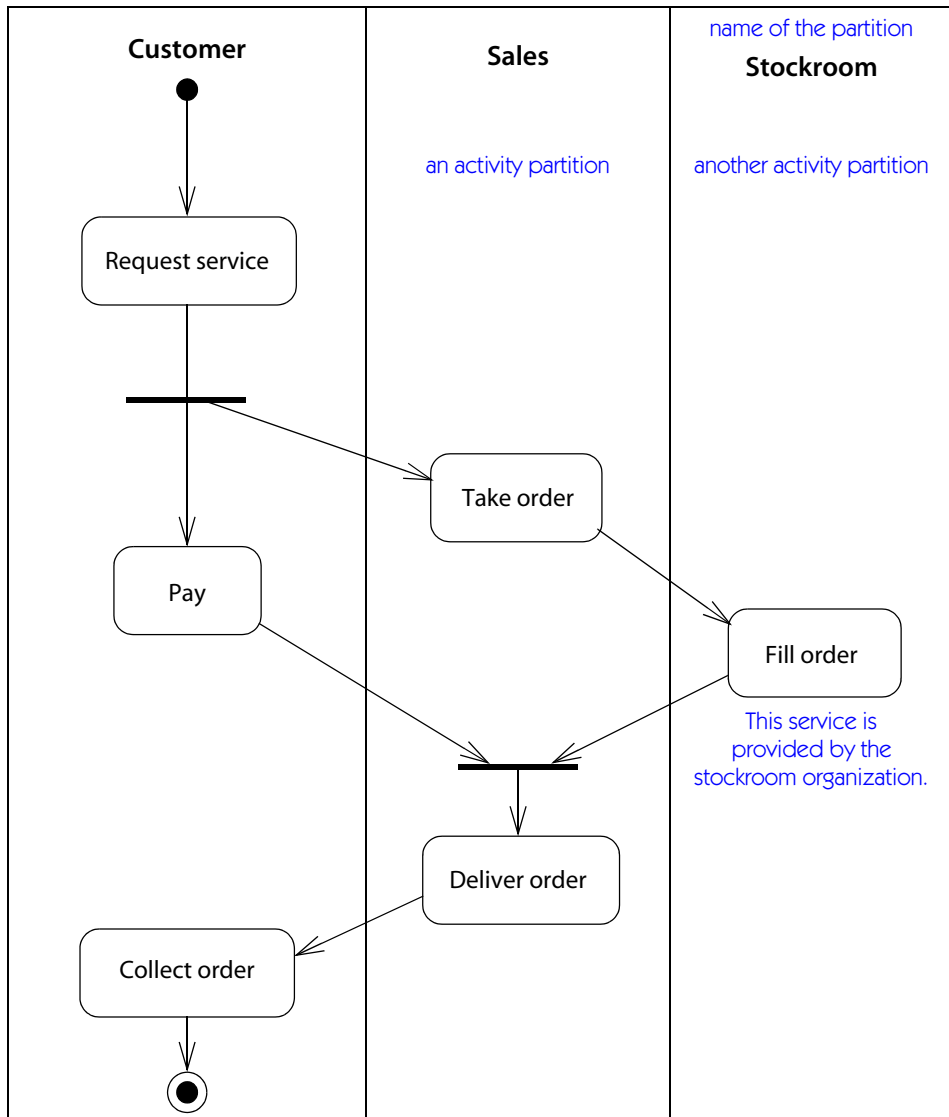 name of the partition
Customer
Sales
Stockroom
an activity partition
another activity partition
Request service
Take order
Pay
Fill order
This service is
provided by the
stockroom organization.
Deliver order
Collect order